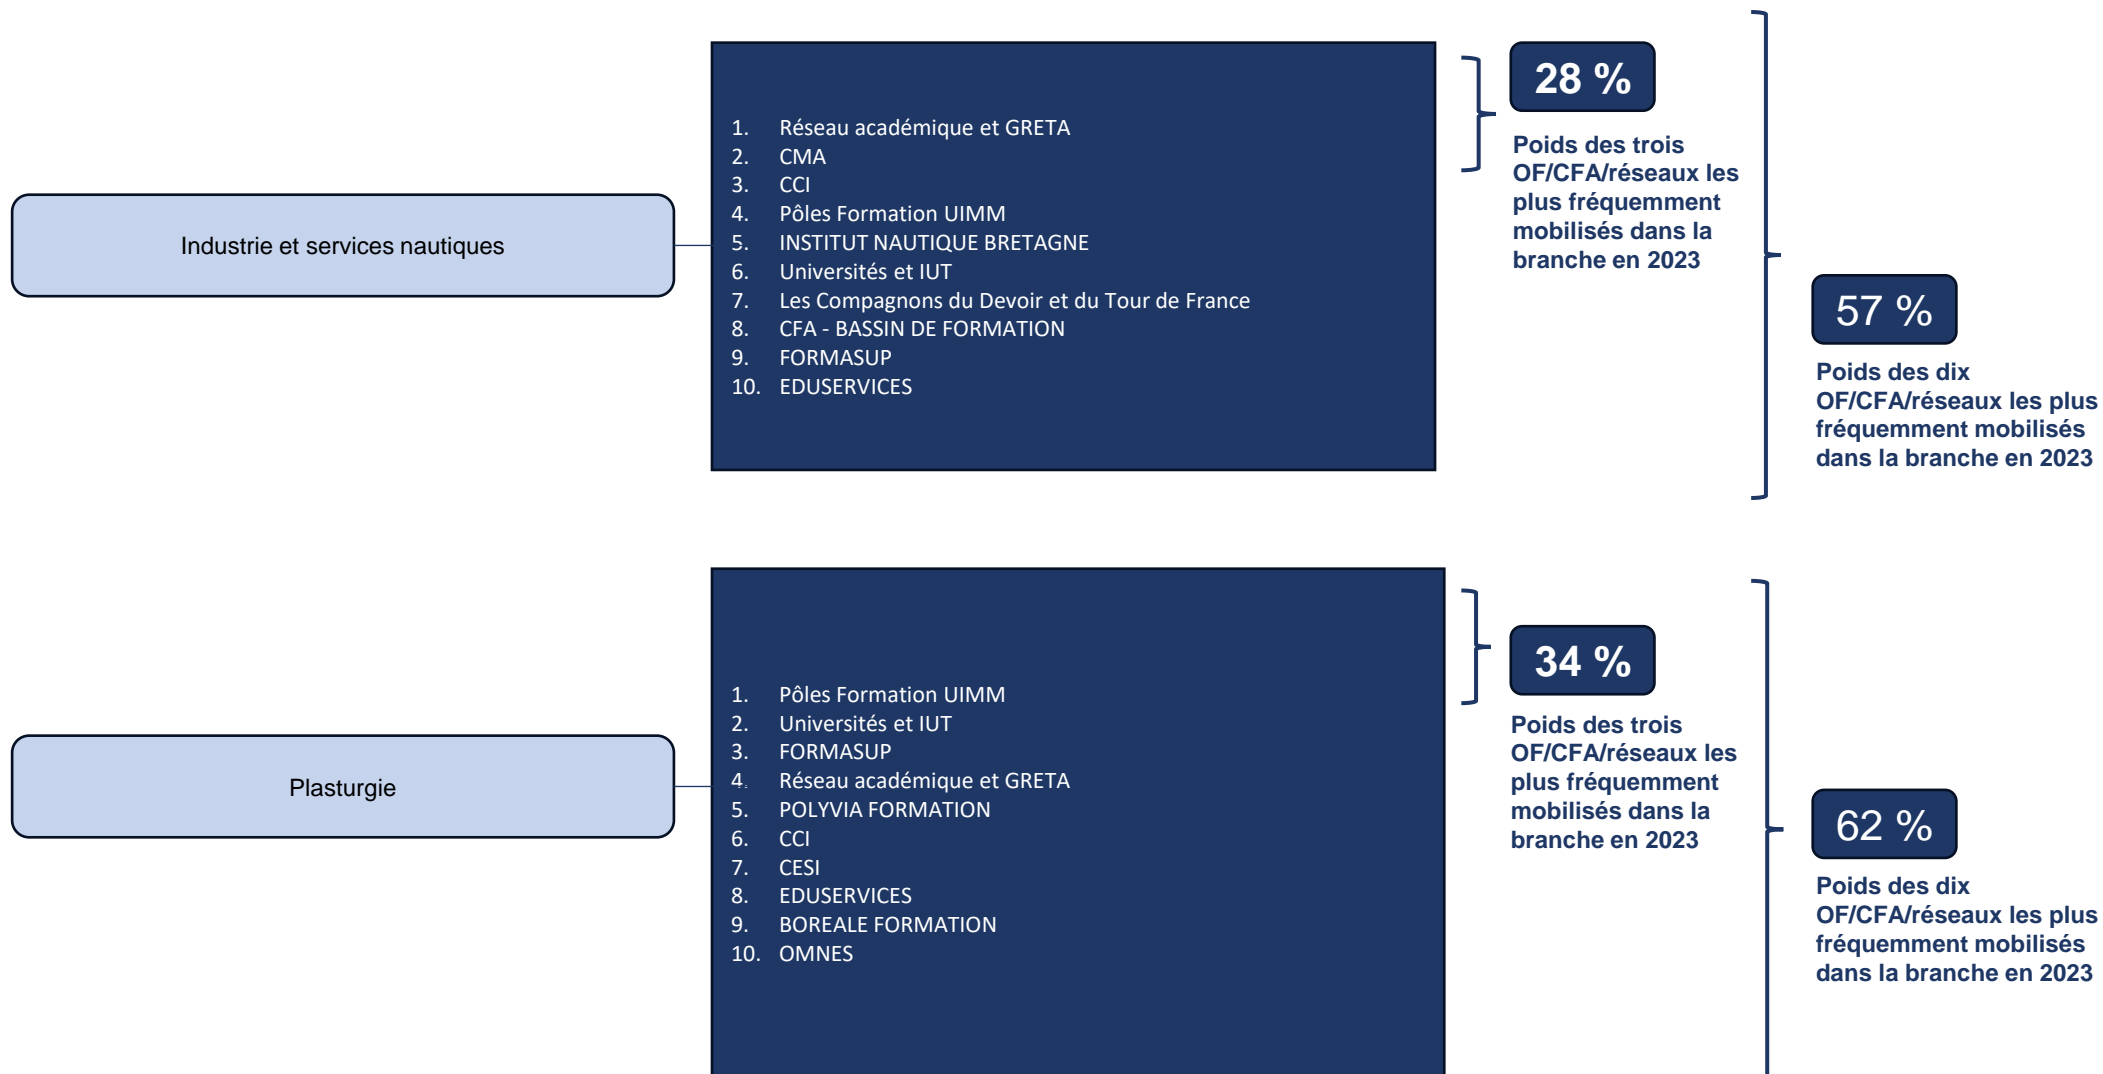 Industrie et services nautiques
1. Réseau académique et GRETA
2. CMA
3. CCI
4. Pôles Formation UIMM
5. INSTITUT NAUTIQUE BRETAGNE
6. Universités et IUT
7. Les Compagnons du Devoir et du Tour de France
8. CFA - BASSIN DE FORMATION
9. FORMASUP
10. EDUSERVICES
28 %
Poids des trois
OF/CFA/réseaux les
plus fréquemment
mobilisés dans la
branche en 2023
57 %
Poids des dix
OF/CFA/réseaux les plus
fréquemment mobilisés
dans la branche en 2023
Plasturgie
1. Pôles Formation UIMM
2. Universités et IUT
3. FORMASUP
4. Réseau académique et GRETA
5. POLYVIA FORMATION
6. CCI
7. CESI
8. EDUSERVICES
9. BOREALE FORMATION
10. OMNES
34 %
Poids des trois
OF/CFA/réseaux les
plus fréquemment
mobilisés dans la
branche en 2023
62 %
Poids des dix
OF/CFA/réseaux les plus
fréquemment mobilisés
dans la branche en 2023